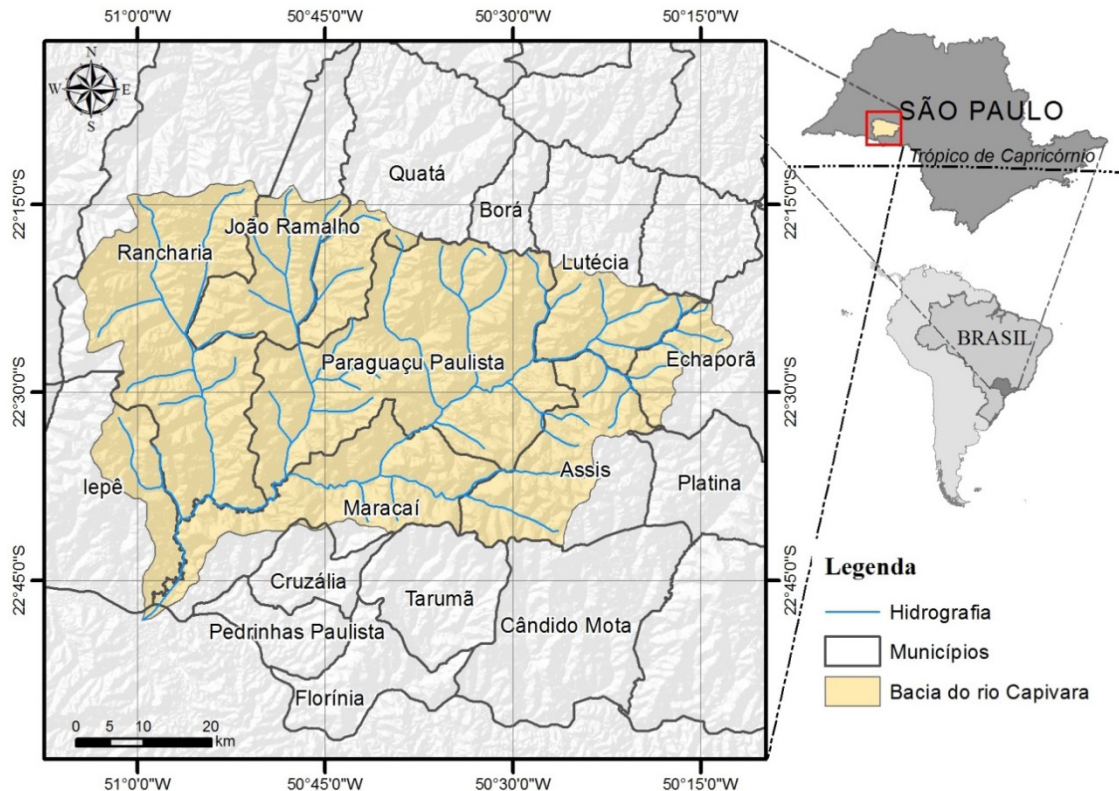 51°0'0"W 50°45'0"W 50°30'0"W 50°15'0"W
N
W E
S
22°15'0"S
22°30'0"S
22°45'0"S
Quatá
Borá
João Ramalho
Rancharia
Lutécia
Paraguaçu Paulista
Echaporã
Assis
Platina
Iepê
Maracaí
Cruzália
Tarumã
Cândido Mota
Pedrinhas Paulista
Florínia
0 5 10 20
km
51°0'0"W 50°45'0"W 50°30'0"W 50°15'0"W
22°15'0"S
22°30'0"S
22°45'0"S
SÃO PAULO
Trópico de Capricórnio
BRASIL
Legenda
Hidrografia
Municípios
Bacia do rio Capivara